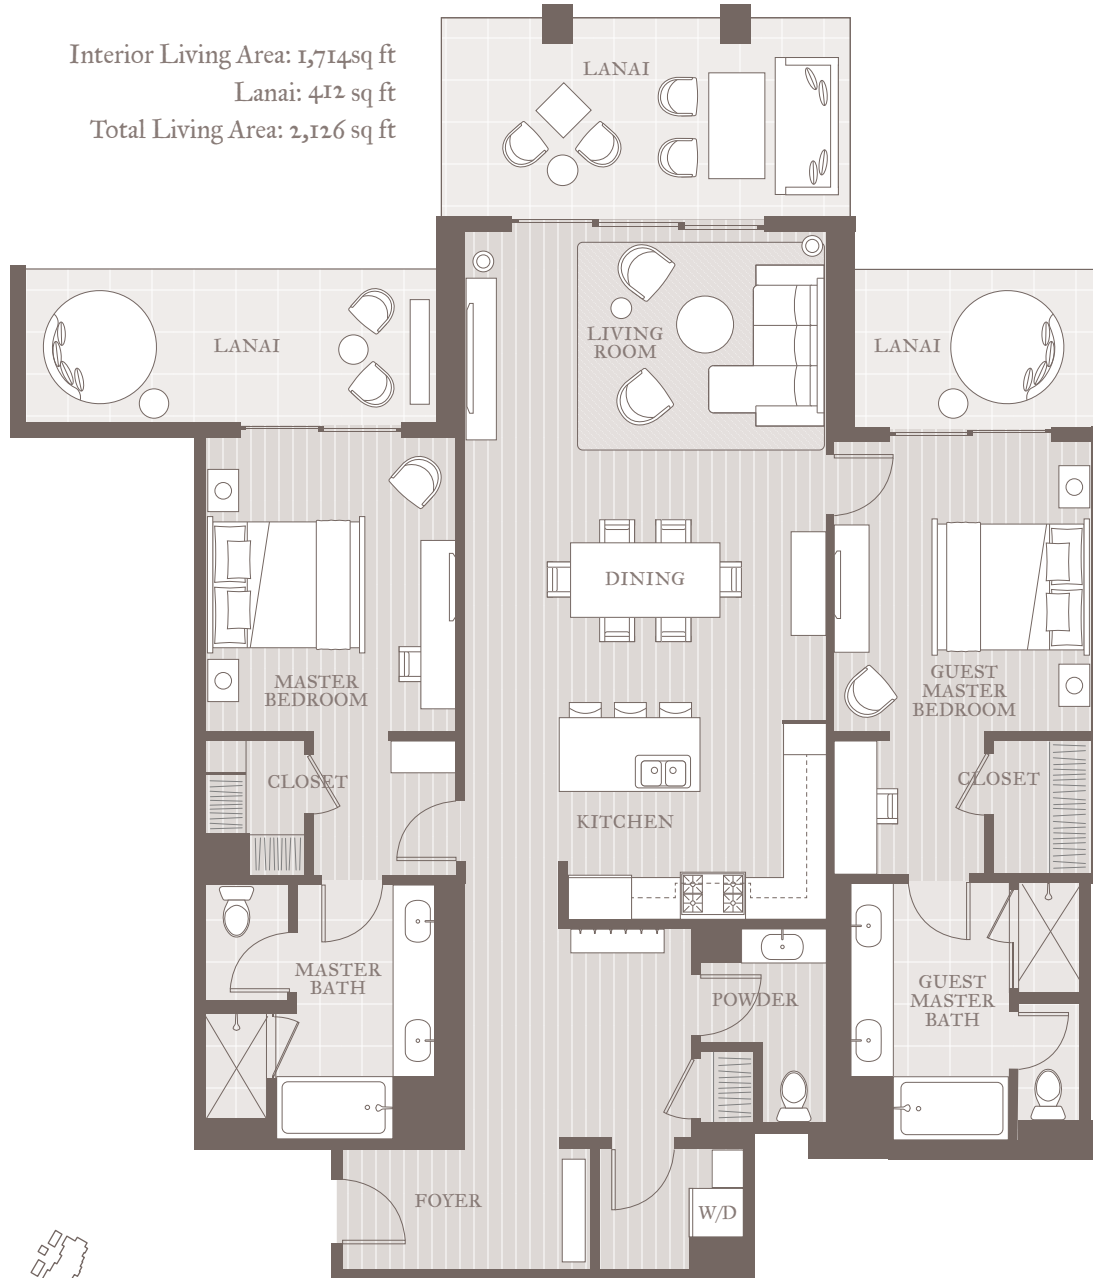 Interior Living Area: 1,714sq ft
Lanai: 412 sq ft
Total Living Area: 2,126 sq ft
LANAI
LANAI
LIVING
ROOM
LANAI
DINING
MASTER
BEDROOM
GUEST
MASTER
BEDROOM
CLOSET
CLOSET
KITCHEN
MASTER
BATH
POWDER
GUEST
MASTER
BATH
FOYER
W/D